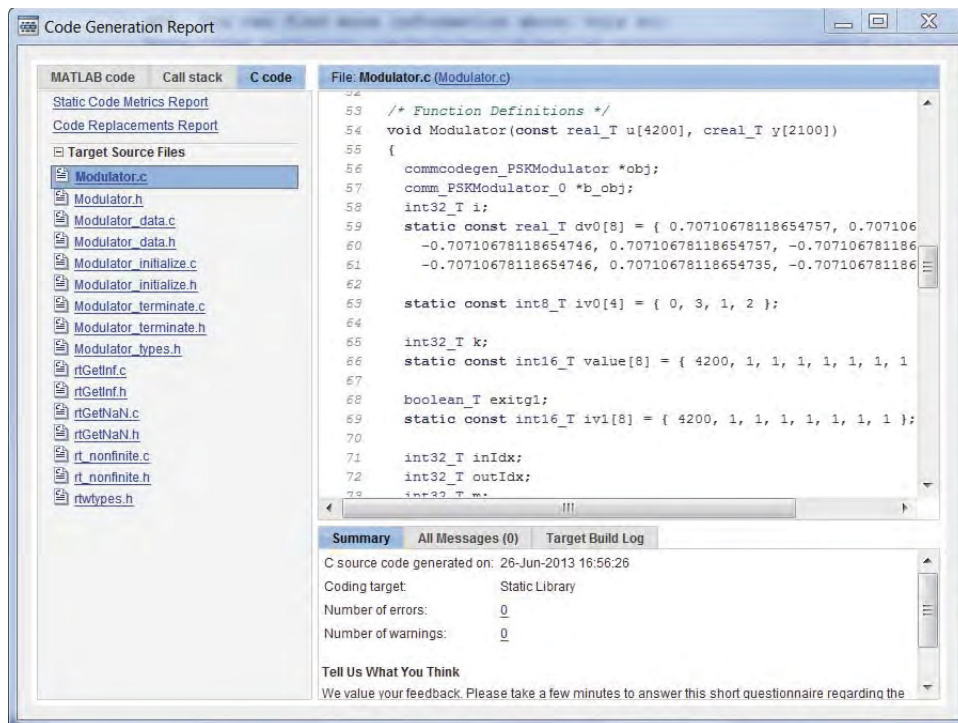 Code Generation Report
MATLAB code Call stack C code
Static Code Metrics Report
Code Replacements Report
Target Source Files
Modulator.c
Modulator.h
Modulator_data.c
Modulator_data.h
Modulator_initialize.c
Modulator_initialize.h
Modulator_terminate.c
Modulator_terminate.h
Modulator_types.h
rtGetInf.c
rtGetInf.h
rtGetNaN.c
rtGetNaN.h
rt_nonfinite.c
rt_nonfinite.h
rtwtypes.h
File: Modulator.c (Modulator.c)
52
53 /* Function Definitions */
54 void Modulator(const real_T u[4200], creal_T y[2100])
55 {
56 commcodegen_PSKModulator *obj;
57 comm_PSKModulator_0 *b_obj;
58 int32_T i;
59 static const real_T dv0[8] = { 0.70710678118654757, 0.707106
60 -0.70710678118654746, 0.70710678118654757, -0.707106781186
61 -0.70710678118654746, 0.70710678118654735, -0.707106781186
62
63 static const int8_T iv0[4] = { 0, 3, 1, 2 };
64
65 int32_T k;
66 static const int16_T value[8] = { 4200, 1, 1, 1, 1, 1, 1, 1
67
68 boolean_T exitg1;
69 static const int16_T iv1[8] = { 4200, 1, 1, 1, 1, 1, 1, 1 };
70
71 int32_T inIdx;
72 int32_T outIdx;
73 int32_T m;
Summary All Messages (0) Target Build Log
C source code generated on: 26-Jun-2013 16:56:26
Coding target: Static Library
Number of errors: 0
Number of warnings: 0
Tell Us What You Think
We value your feedback. Please take a few minutes to answer this short questionnaire regarding the